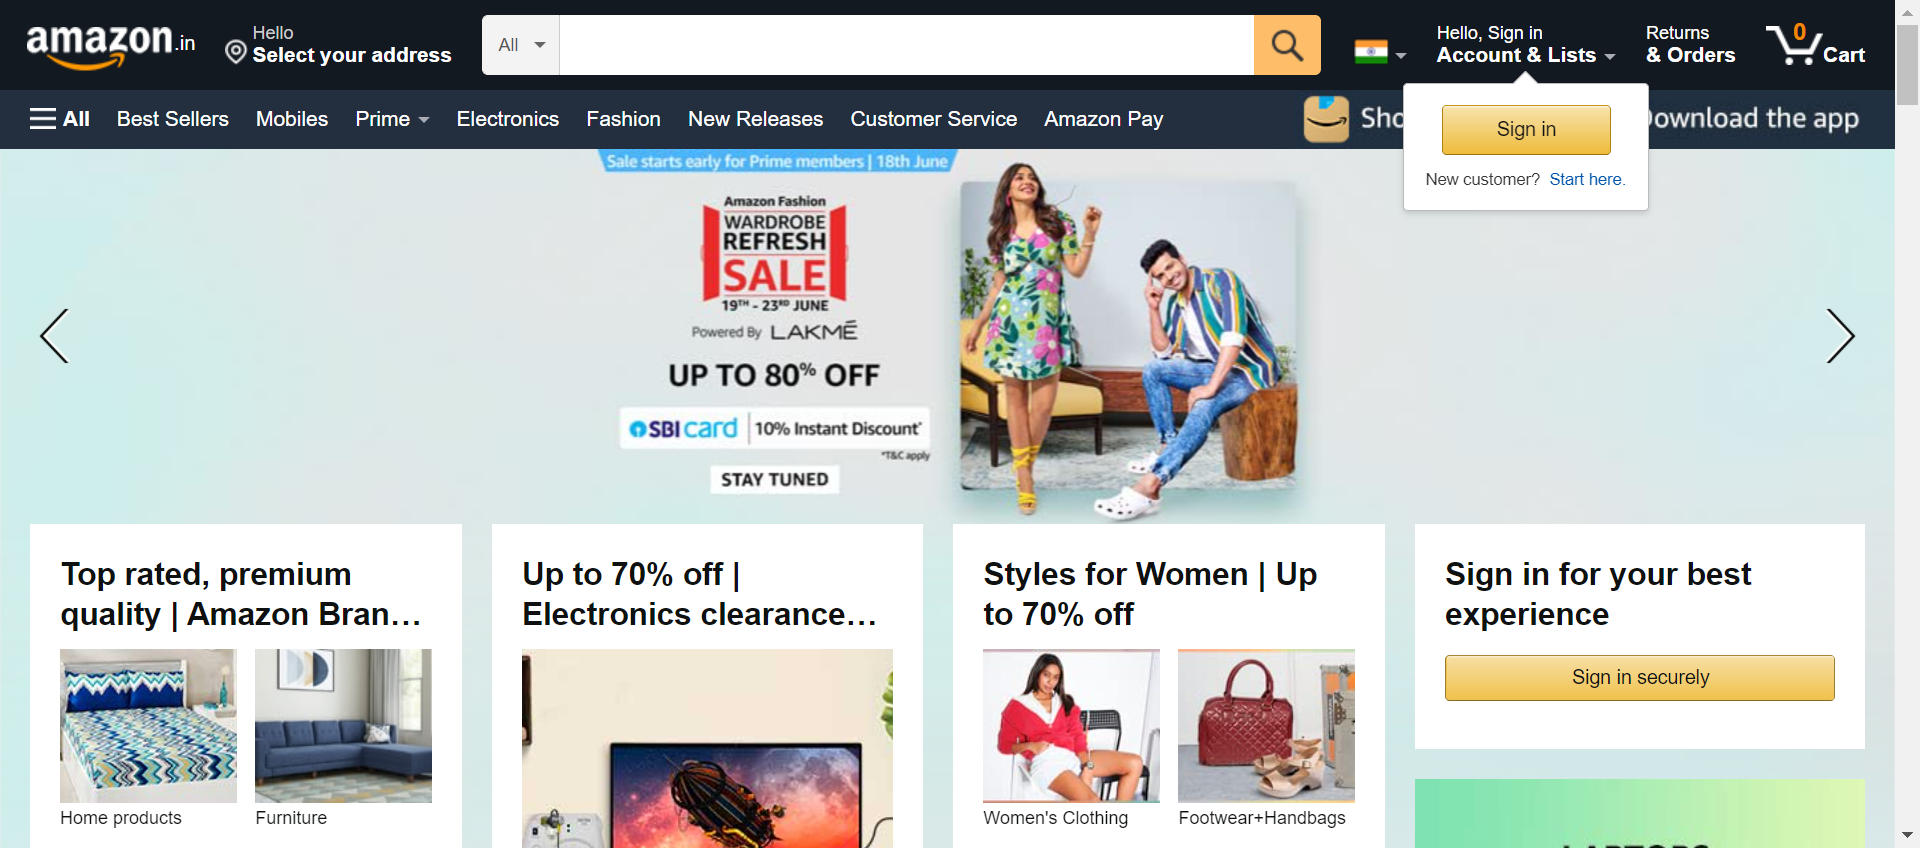 amazon.in
Hello
Select your address
All
Hello, Sign in
Account & Lists
Returns
& Orders
0
Cart
All
Best Sellers
Mobiles
Prime
Electronics
Fashion
New Releases
Customer Service
Amazon Pay
Sho
Download the app
Sign in
New customer? Start here.
Sale starts early for Prime members | 18th June
Amazon Fashion
WARDROBE
REFRESH
SALE
19TH - 23RD JUNE
Powered By LAKMÉ
UP TO 80% OFF
SBI card 10% Instant Discount*
*T&C apply
STAY TUNED
Top rated, premium
quality | Amazon Bran…
Home products
Furniture
Up to 70% off |
Electronics clearance…
Styles for Women | Up
to 70% off
Women's Clothing
Footwear+Handbags
Sign in for your best
experience
Sign in securely